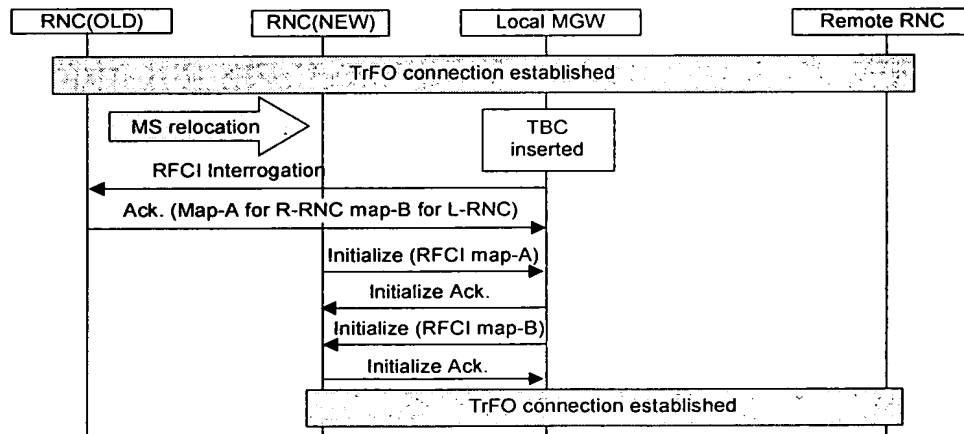 RNC(OLD) RNC(NEW) Local MGW Remote RNC
TrFO connection established
MS relocation
TBC
inserted
RFCI Interrogation
Ack. (Map-A for R-RNC map-B for L-RNC)
Initialize (RFCI map-A)
Initialize Ack.
Initialize (RFCI map-B)
Initialize Ack.
TrFO connection established